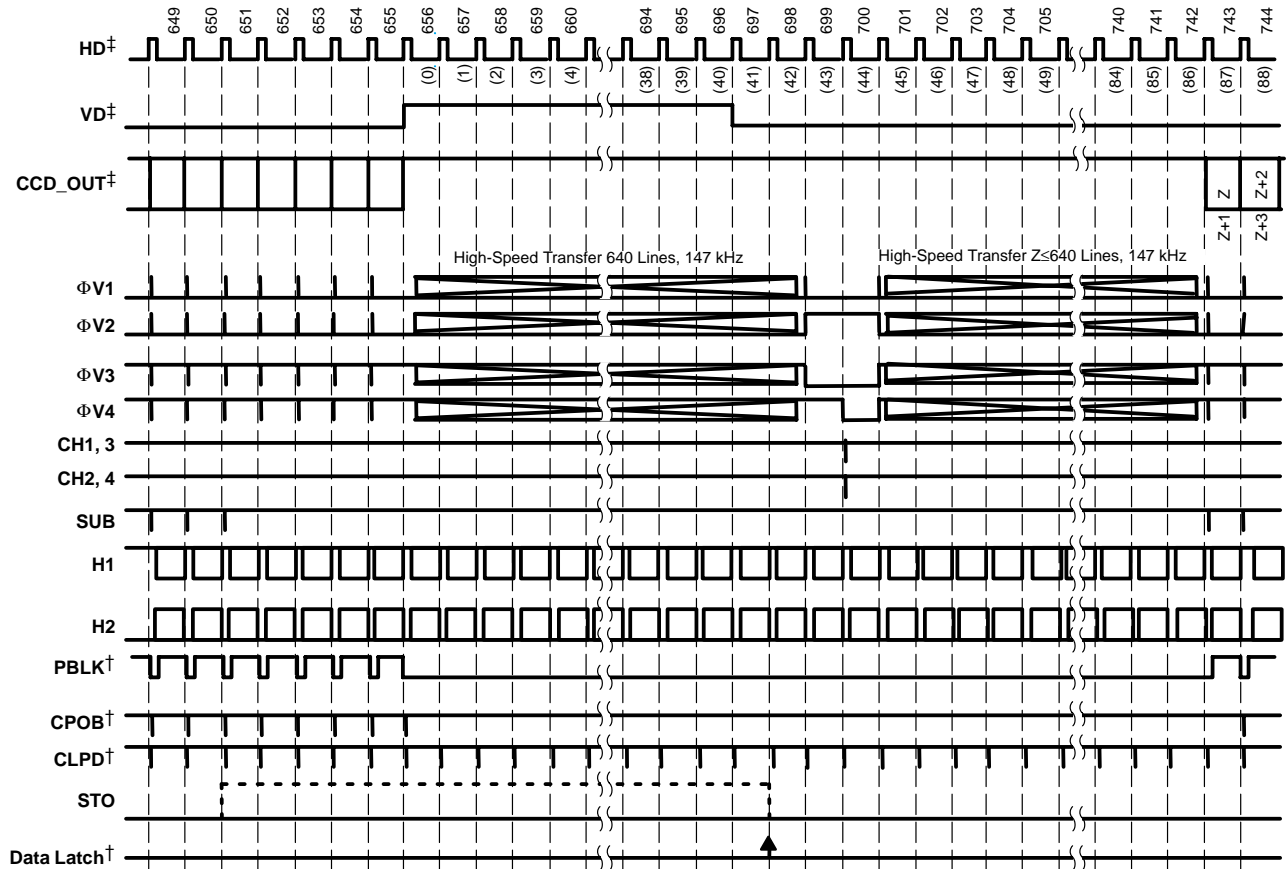 649 650 651 652 653 654 655 656 657 658 659 660 694 695 696 697 698 699 700 701 702 703 704 705 740 741 742 743 744
HD‡
(0) (1) (2) (3) (4) (38) (39) (40) (41) (42) (43) (44) (45) (46) (47) (48) (49) (84) (85) (86) (87) (88)
VD‡
CCD_OUT‡
Z Z+2
Z+1 Z+3
High-Speed Transfer 640 Lines, 147 kHz
High-Speed Transfer Z≤640 Lines, 147 kHz
ΦV1
ΦV2
ΦV3
ΦV4
CH1, 3
CH2, 4
SUB
H1
H2
PBLK†
CPOB†
CLPD†
STO
Data Latch†